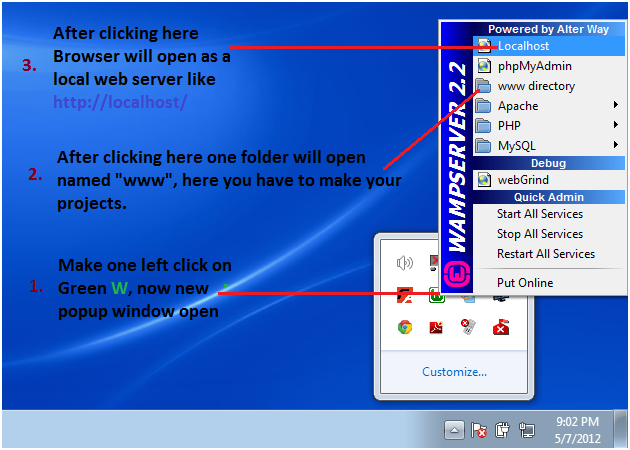 After clicking here
Browser will open as a
3. local web server like
http://localhost/
After clicking here one folder will open
2. named "www", here you have to make your
projects.
Make one left click on
1. Green W, now new
popup window open
WAMPSERVER 2.2
Powered by Alter Way
Localhost
phpMyAdmin
www directory
Apache
PHP
MySQL
Debug
webGrind
Quick Admin
Start All Services
Stop All Services
Restart All Services
Put Online
Customize...
9:02 PM
5/7/2012